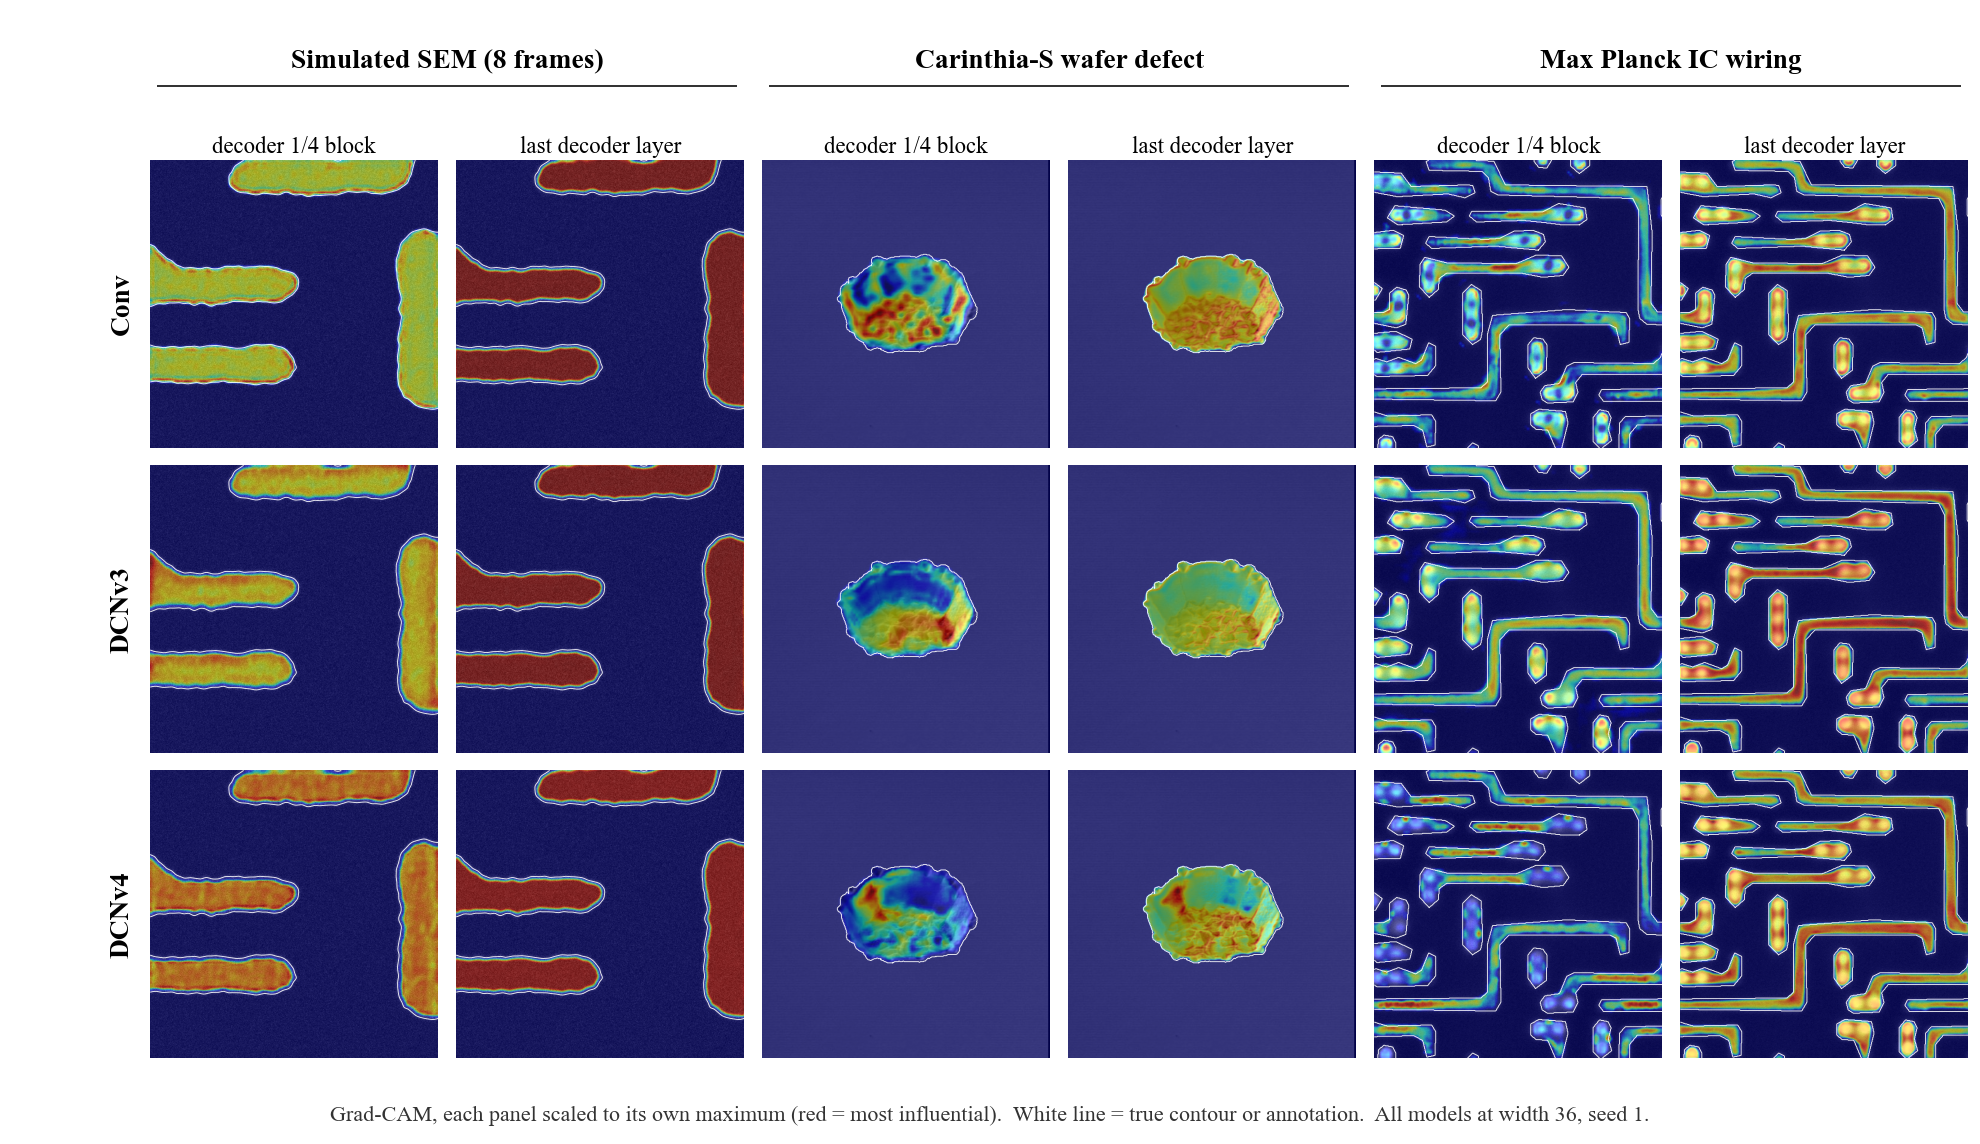 Simulated SEM (8 frames) Carinthia-S wafer defect Max Planck IC wiring
decoder 1/4 block last decoder layer decoder 1/4 block last decoder layer decoder 1/4 block last decoder layer
Conv
DCNv3
DCNv4
Grad-CAM, each panel scaled to its own maximum (red = most influential).  White line = true contour or annotation.  All models at width 36, seed 1.